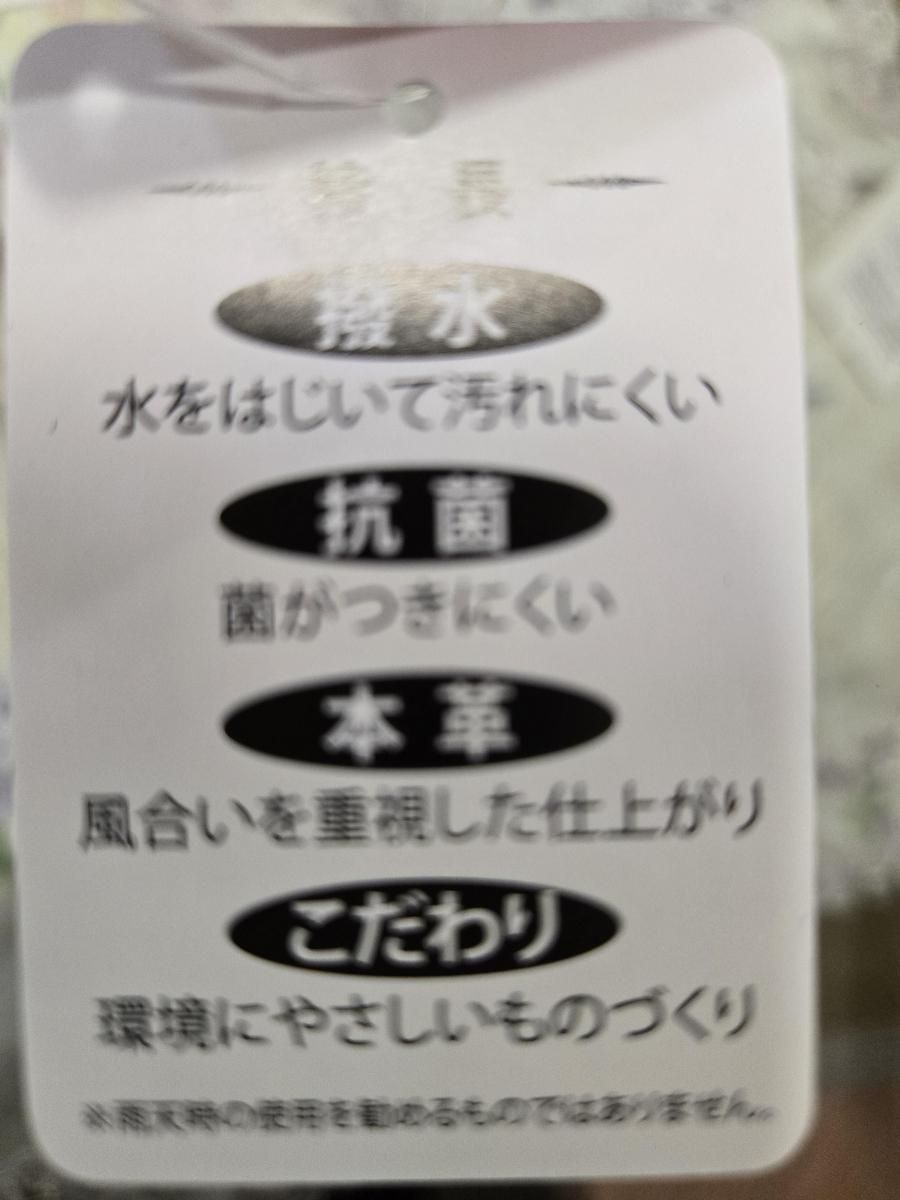 特長
撥水
水をはじいて汚れにくい
抗菌
菌がつきにくい
本革
風合いを重視した仕上がり
こだわり
環境にやさしいものづくり
※雨天時の使用を勧めるものではありません。